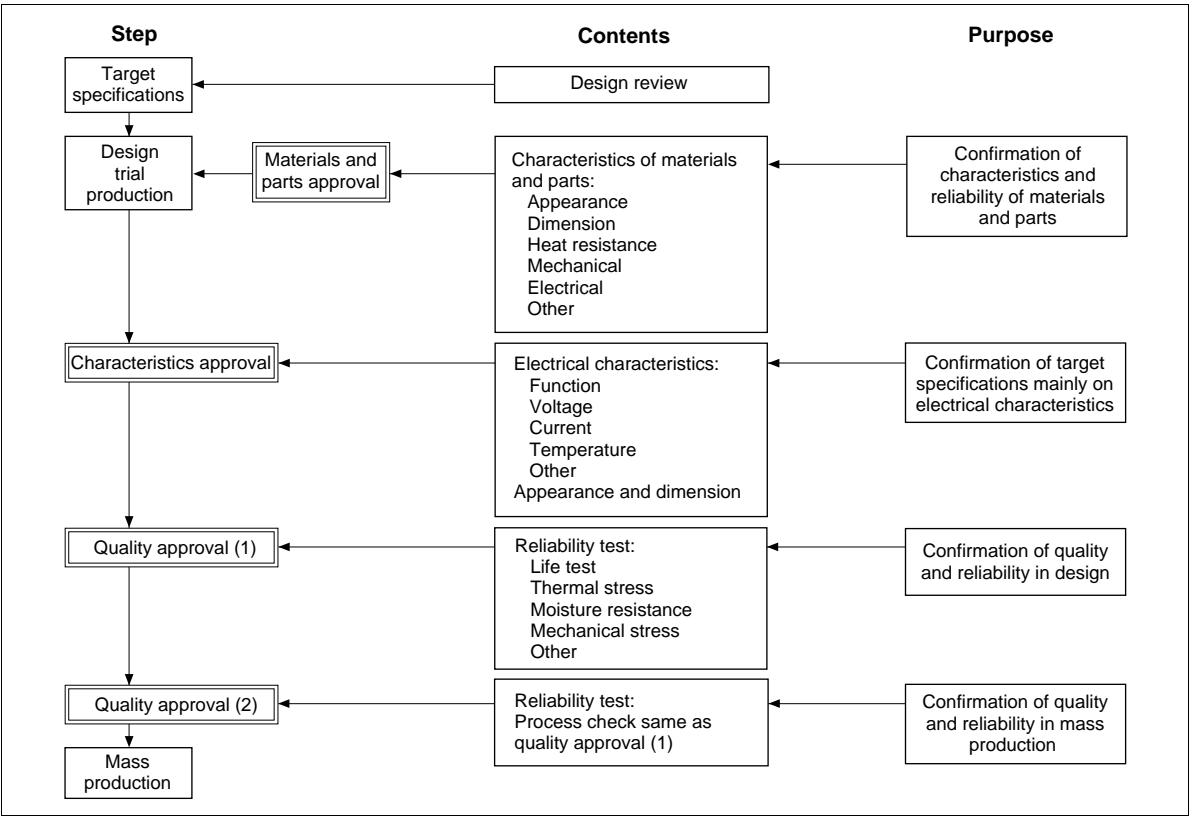 Step
Contents
Purpose
Target
specifications
Design review
Design
trial
production
Materials and
parts approval
Characteristics of materials
and parts:
Appearance
Dimension
Heat resistance
Mechanical
Electrical
Other
Confirmation of
characteristics and
reliability of materials
and parts
Characteristics approval
Electrical characteristics:
Function
Voltage
Current
Temperature
Other
Appearance and dimension
Confirmation of target
specifications mainly on
electrical characteristics
Quality approval (1)
Reliability test:
Life test
Thermal stress
Moisture resistance
Mechanical stress
Other
Confirmation of quality
and reliability in design
Quality approval (2)
Reliability test:
Process check same as
quality approval (1)
Confirmation of quality
and reliability in mass
production
Mass
production